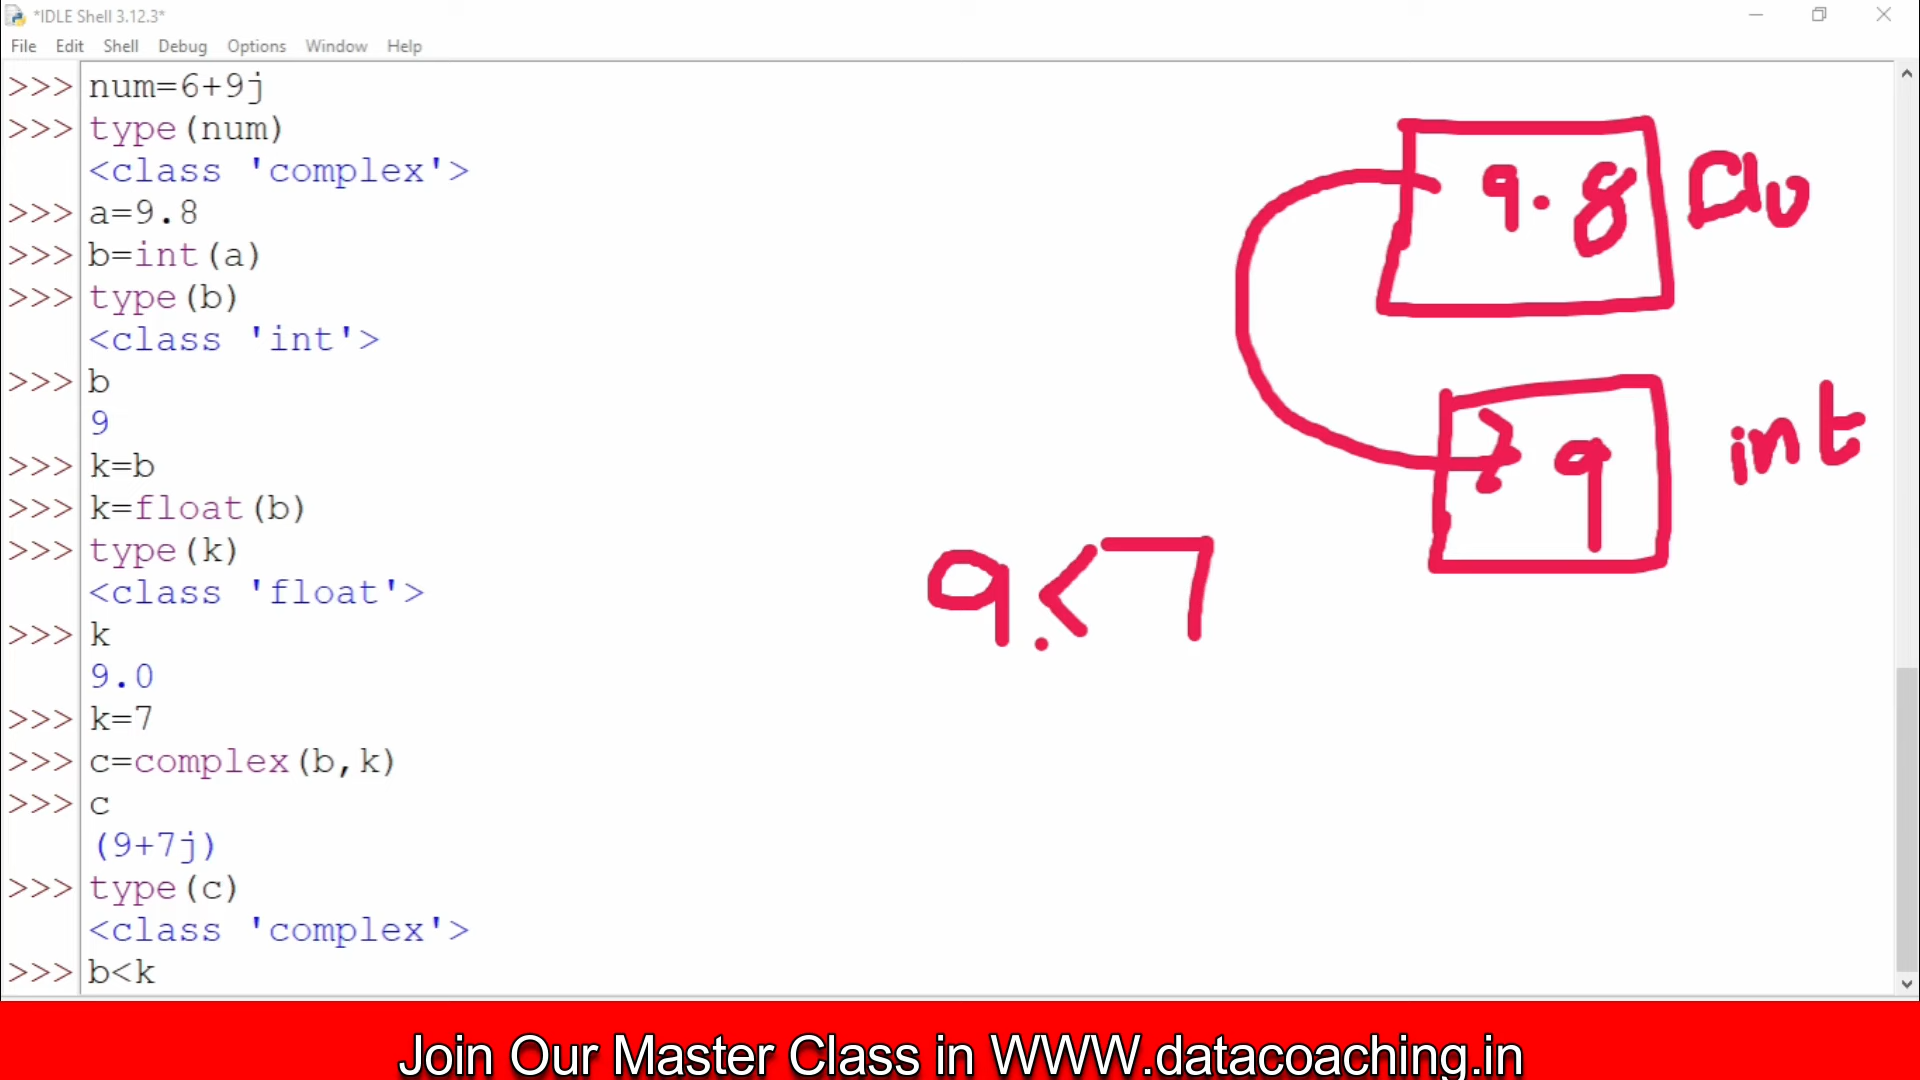 *IDLE Shell 3.12.3*
File Edit Shell Debug Options Window Help
>>> num=6+9j
>>> type(num)
<class 'complex'>
>>> a=9.8
>>> b=int(a)
>>> type(b)
<class 'int'>
>>> b
9
>>> k=b
>>> k=float(b)
>>> type(k)
<class 'float'>
>>> k
9.0
>>> k=7
>>> c=complex(b,k)
>>> c
(9+7j)
>>> type(c)
<class 'complex'>
>>> b<k
9.8
9 int
9.<7
Join Our Master Class in WWW.datacoaching.in